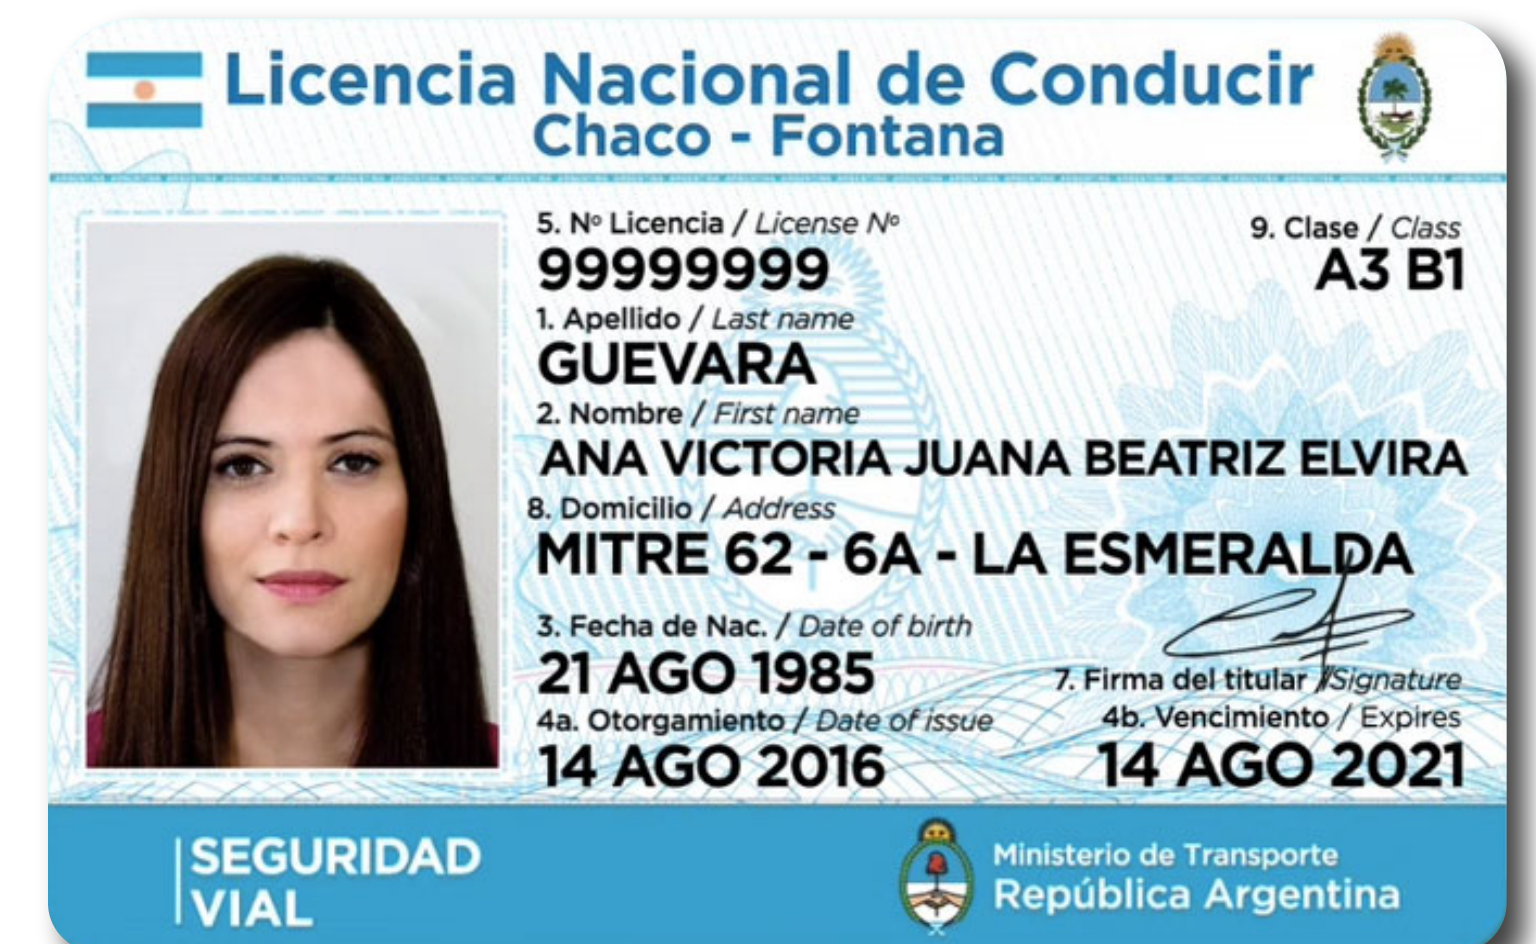 Licencia Nacional de Conducir
Chaco - Fontana
5. Nº Licencia / License Nº
99999999
9. Clase / Class
A3 B1
1. Apellido / Last name
GUEVARA
2. Nombre / First name
ANA VICTORIA JUANA BEATRIZ ELVIRA
8. Domicilio / Address
MITRE 62 - 6A - LA ESMERALDA
3. Fecha de Nac. / Date of birth
21 AGO 1985
7. Firma del titular / Signature
4a. Otorgamiento / Date of issue
14 AGO 2016
4b. Vencimiento / Expires
14 AGO 2021
SEGURIDAD
VIAL
Ministerio de Transporte
República Argentina